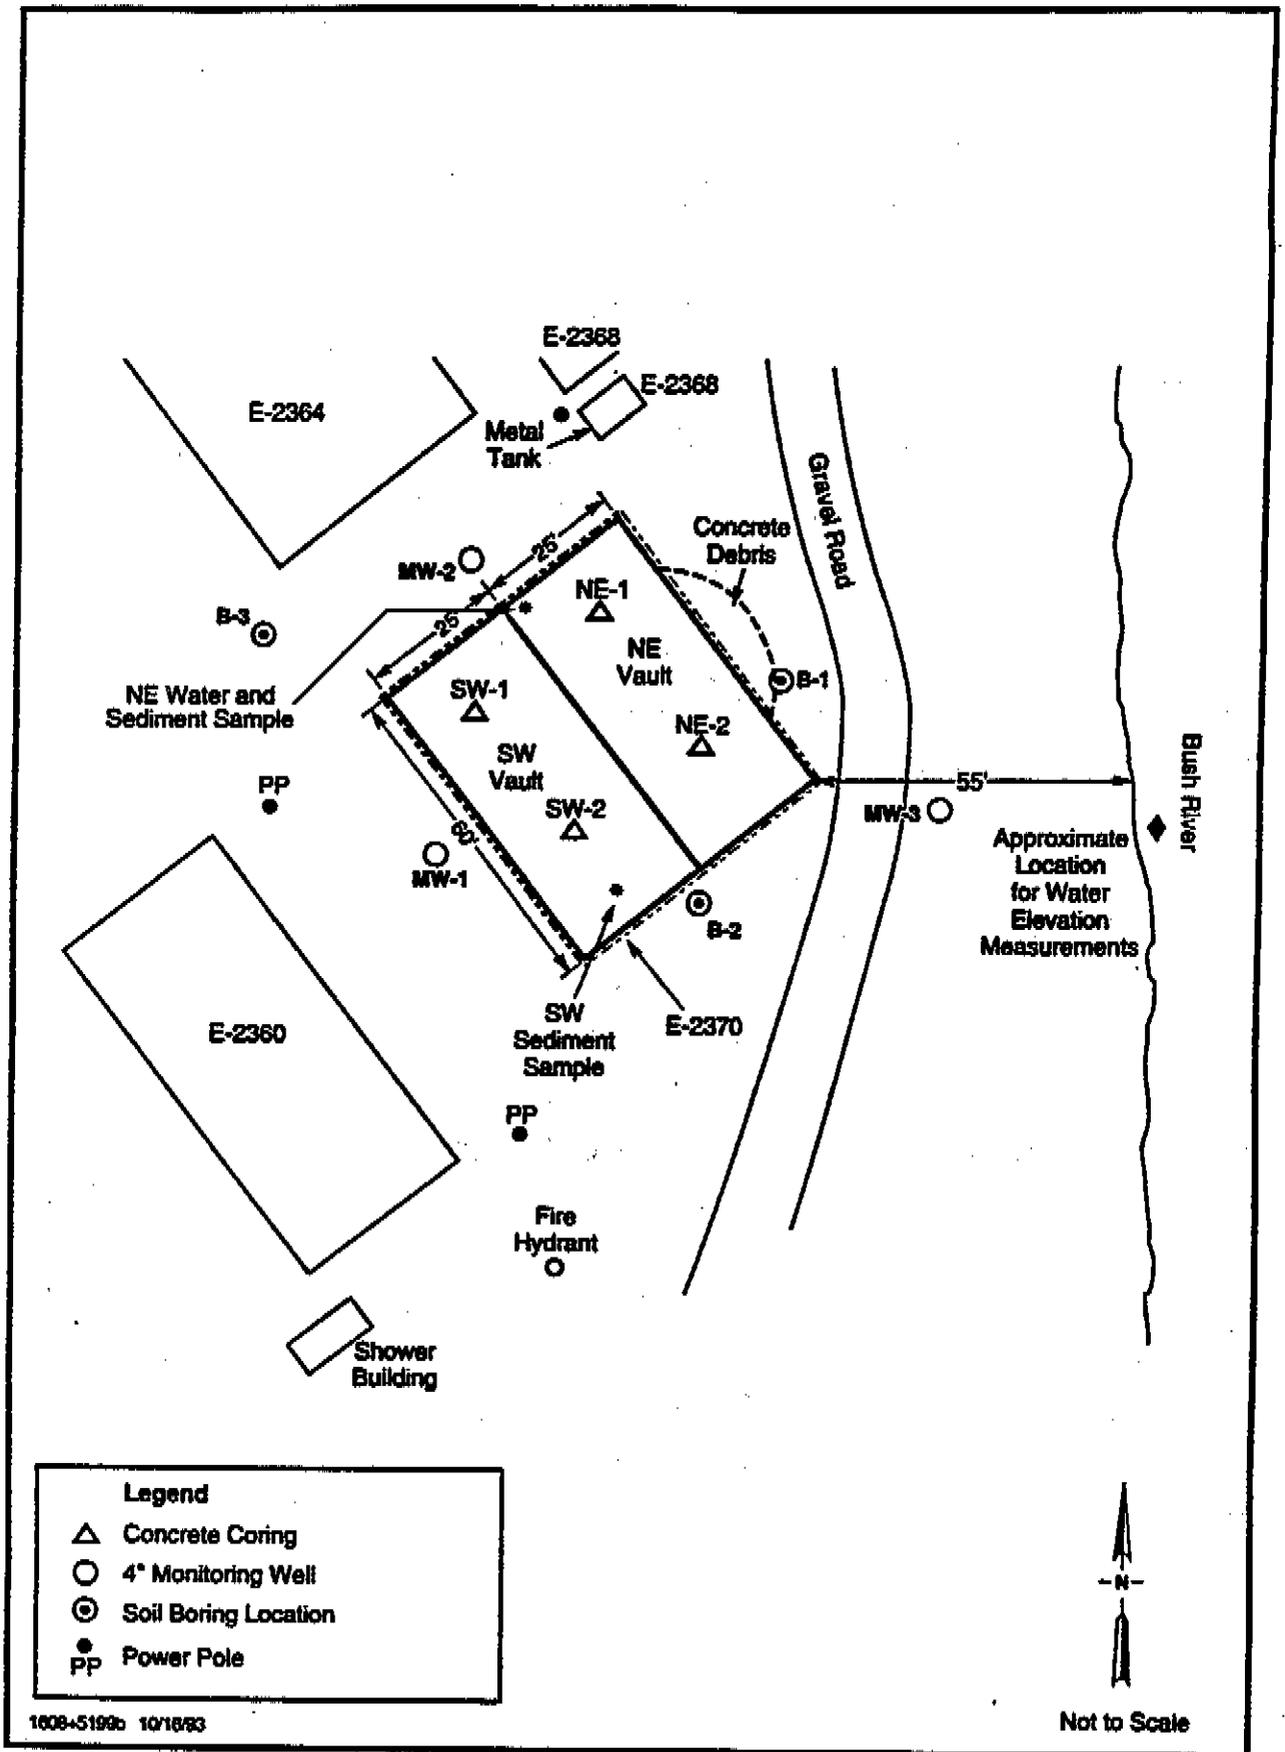 E-2368
E-2368
E-2364
Metal
Tank
Gravel Road
Concrete
Debris
25'
MW-2
NE-1
B-3
25'
NE
Vault
B-1
SW-1
NE Water and
Sediment Sample
NE-2
SW
Vault
Bush River
PP
55'
SW-2
MW-3
60'
Approximate
Location
for Water
Elevation
Measurements
MW-1
B-2
SW
Sediment
Sample
E-2370
E-2360
PP
Fire
Hydrant
Shower
Building
Legend
Concrete Coring
4" Monitoring Well
Soil Boring Location
PP Power Pole
N
1608+5199b 10/18/93
Not to Scale